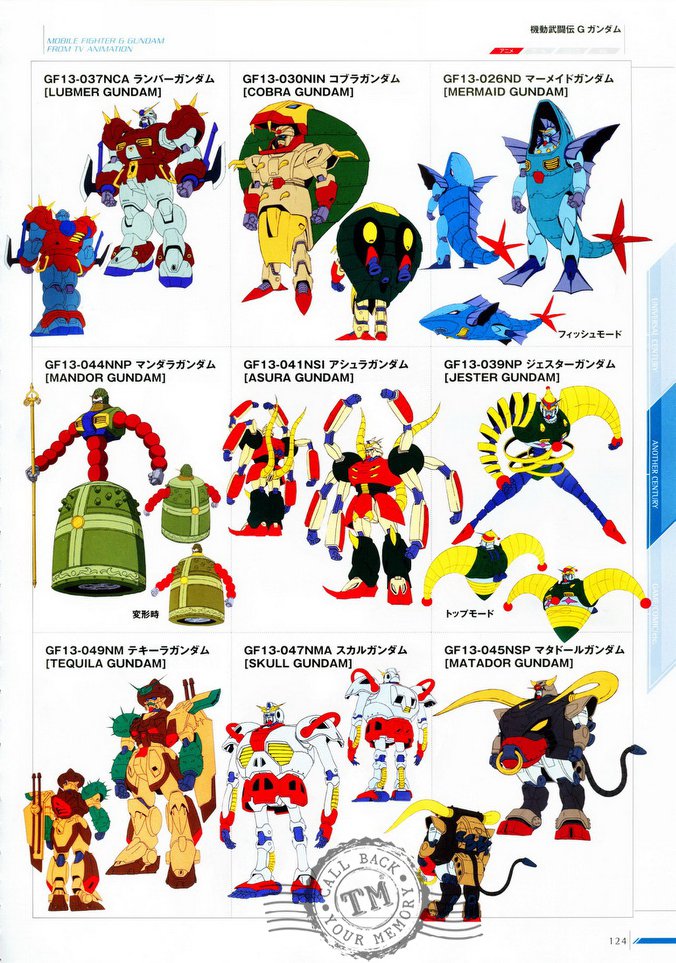 MOBILE FIGHTER G GUNDAM
FROM TV ANIMATION
機動武闘伝Gガンダム
アニメ
GF13-037NCA ランバーガンダム
[LUBMER GUNDAM]
GF13-030NIN コブラガンダム
[COBRA GUNDAM]
GF13-026ND マーメイドガンダム
[MERMAID GUNDAM]
フィッシュモード
GF13-044NNP マンダラガンダム
[MANDOR GUNDAM]
変形時
GF13-041NSI アシュラガンダム
[ASURA GUNDAM]
GF13-039NP ジェスターガンダム
[JESTER GUNDAM]
トップモード
GF13-049NM テキーラガンダム
[TEQUILA GUNDAM]
GF13-047NMA スカルガンダム
[SKULL GUNDAM]
GF13-045NSP マタドールガンダム
[MATADOR GUNDAM]
UNIVERSAL CENTURY
ANOTHER CENTURY
CALL BACK
TM
YOUR MEMORY
124